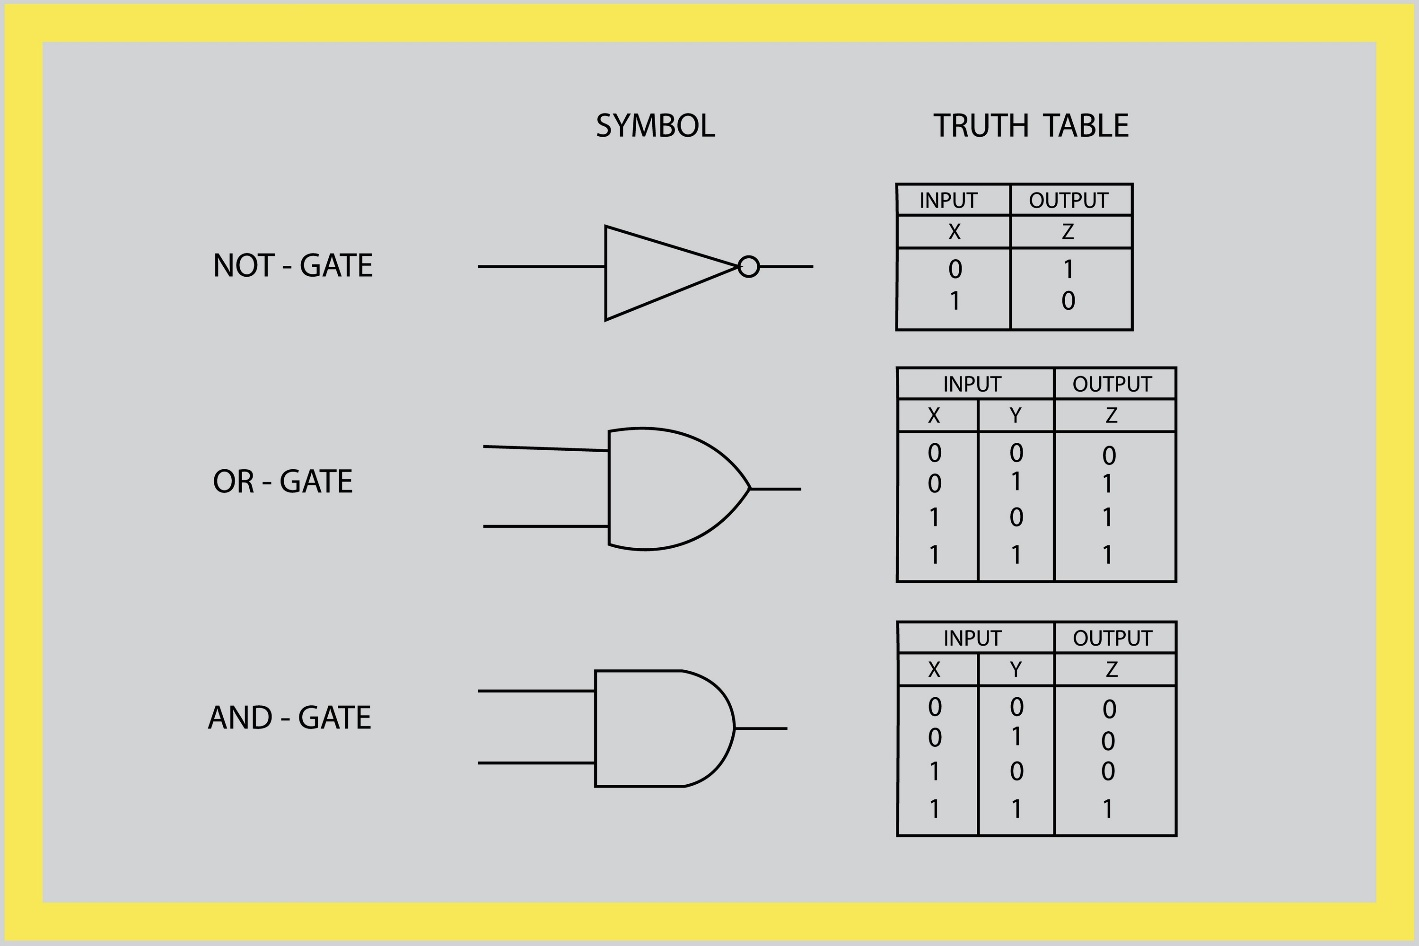 SYMBOL TRUTH TABLE
NOT - GATE
INPUT OUTPUT
X Z
0 1
1 0
OR - GATE
INPUT OUTPUT
X Y Z
0 0 0
0 1 1
1 0 1
1 1 1
AND - GATE
INPUT OUTPUT
X Y Z
0 0 0
0 1 0
1 0 0
1 1 1